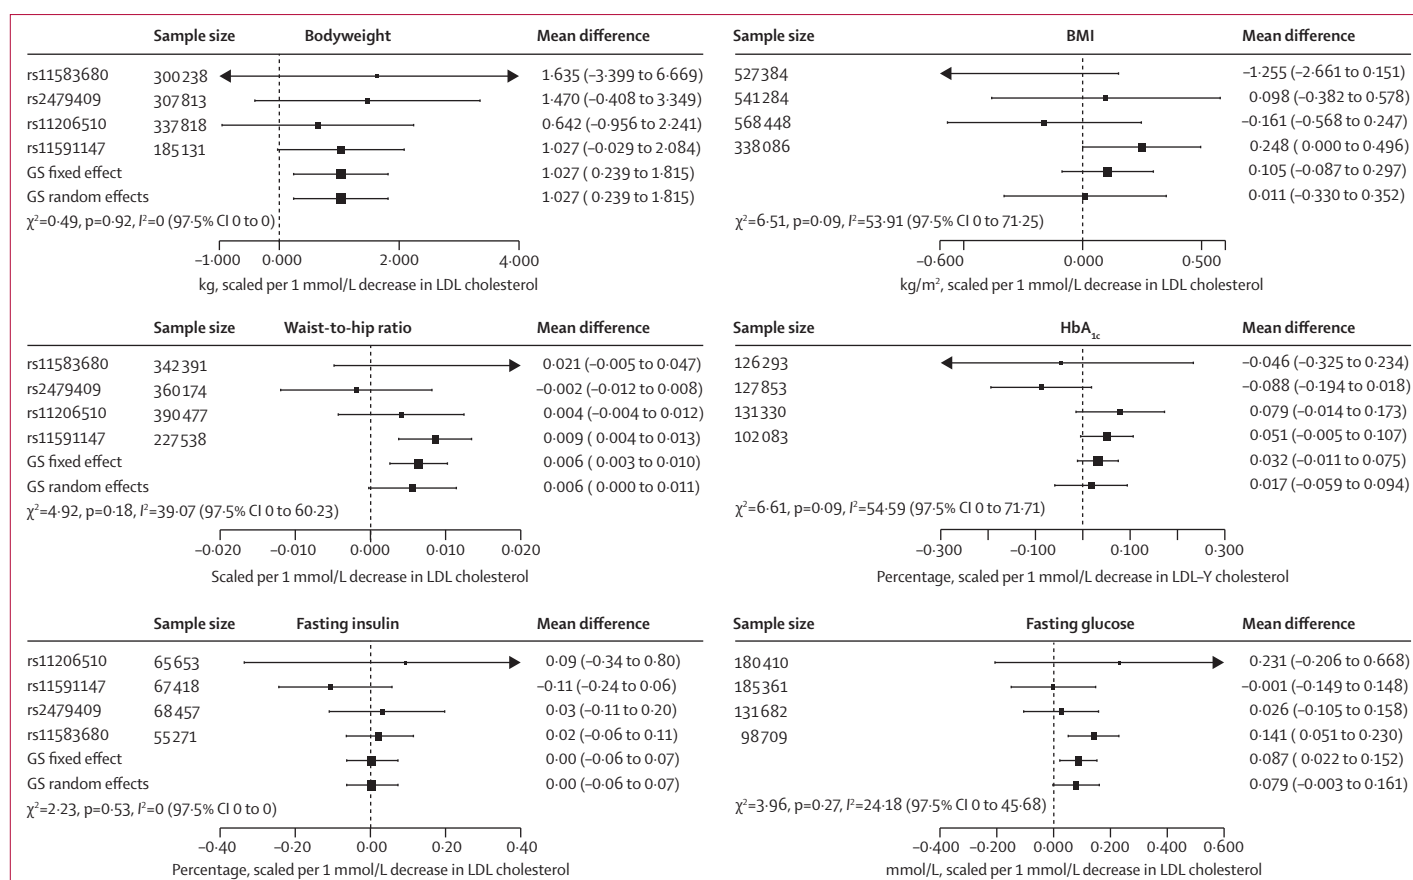 Sample size Bodyweight Mean difference
rs11583680 300238 1·635 (–3·399 to 6·669)
rs2479409 307813 1·470 (–0·408 to 3·349)
rs11206510 337818 0·642 (–0·956 to 2·241)
rs11591147 185131 1·027 (–0·029 to 2·084)
GS fixed effect 1·027 ( 0·239 to 1·815)
GS random effects 1·027 ( 0·239 to 1·815)
χ²=0·49, p=0·92, I²=0 (97·5% CI 0 to 0)
–1·000 0·000 2·000 4·000
kg, scaled per 1 mmol/L decrease in LDL cholesterol
Sample size BMI Mean difference
527384 –1·255 (–2·661 to 0·151)
541284 0·098 (–0·382 to 0·578)
568448 –0·161 (–0·568 to 0·247)
338086 0·248 ( 0·000 to 0·496)
0·105 (–0·087 to 0·297)
0·011 (–0·330 to 0·352)
χ²=6·51, p=0·09, I²=53·91 (97·5% CI 0 to 71·25)
–0·600 0·000 0·500
kg/m², scaled per 1 mmol/L decrease in LDL cholesterol
Sample size Waist-to-hip ratio Mean difference
rs11583680 342391 0·021 (–0·005 to 0·047)
rs2479409 360174 –0·002 (–0·012 to 0·008)
rs11206510 390477 0·004 (–0·004 to 0·012)
rs11591147 227538 0·009 ( 0·004 to 0·013)
GS fixed effect 0·006 ( 0·003 to 0·010)
GS random effects 0·006 ( 0·000 to 0·011)
χ²=4·92, p=0·18, I²=39·07 (97·5% CI 0 to 60·23)
–0·020 –0·010 0·000 0·010 0·020
Scaled per 1 mmol/L decrease in LDL cholesterol
Sample size HbA1c Mean difference
126293 –0·046 (–0·325 to 0·234)
127853 –0·088 (–0·194 to 0·018)
131330 0·079 (–0·014 to 0·173)
102083 0·051 (–0·005 to 0·107)
0·032 (–0·011 to 0·075)
0·017 (–0·059 to 0·094)
χ²=6·61, p=0·09, I²=54·59 (97·5% CI 0 to 71·71)
–0·300 –0·100 0·100 0·300
Percentage, scaled per 1 mmol/L decrease in LDL–Y cholesterol
Sample size Fasting insulin Mean difference
rs11206510 65653 0·09 (–0·34 to 0·80)
rs11591147 67418 –0·11 (–0·24 to 0·06)
rs2479409 68457 0·03 (–0·11 to 0·20)
rs11583680 55271 0·02 (–0·06 to 0·11)
GS fixed effect 0·00 (–0·06 to 0·07)
GS random effects 0·00 (–0·06 to 0·07)
χ²=2·23, p=0·53, I²=0 (97·5% CI 0 to 0)
–0·40 –0·20 0·00 0·20 0·40
Percentage, scaled per 1 mmol/L decrease in LDL cholesterol
Sample size Fasting glucose Mean difference
180410 0·231 (–0·206 to 0·668)
185361 –0·001 (–0·149 to 0·148)
131682 0·026 (–0·105 to 0·158)
98709 0·141 ( 0·051 to 0·230)
0·087 ( 0·022 to 0·152)
0·079 (–0·003 to 0·161)
χ²=3·96, p=0·27, I²=24·18 (97·5% CI 0 to 45·68)
–0·400 –0·200 0·000 0·200 0·400 0·600
mmol/L, scaled per 1 mmol/L decrease in LDL cholesterol